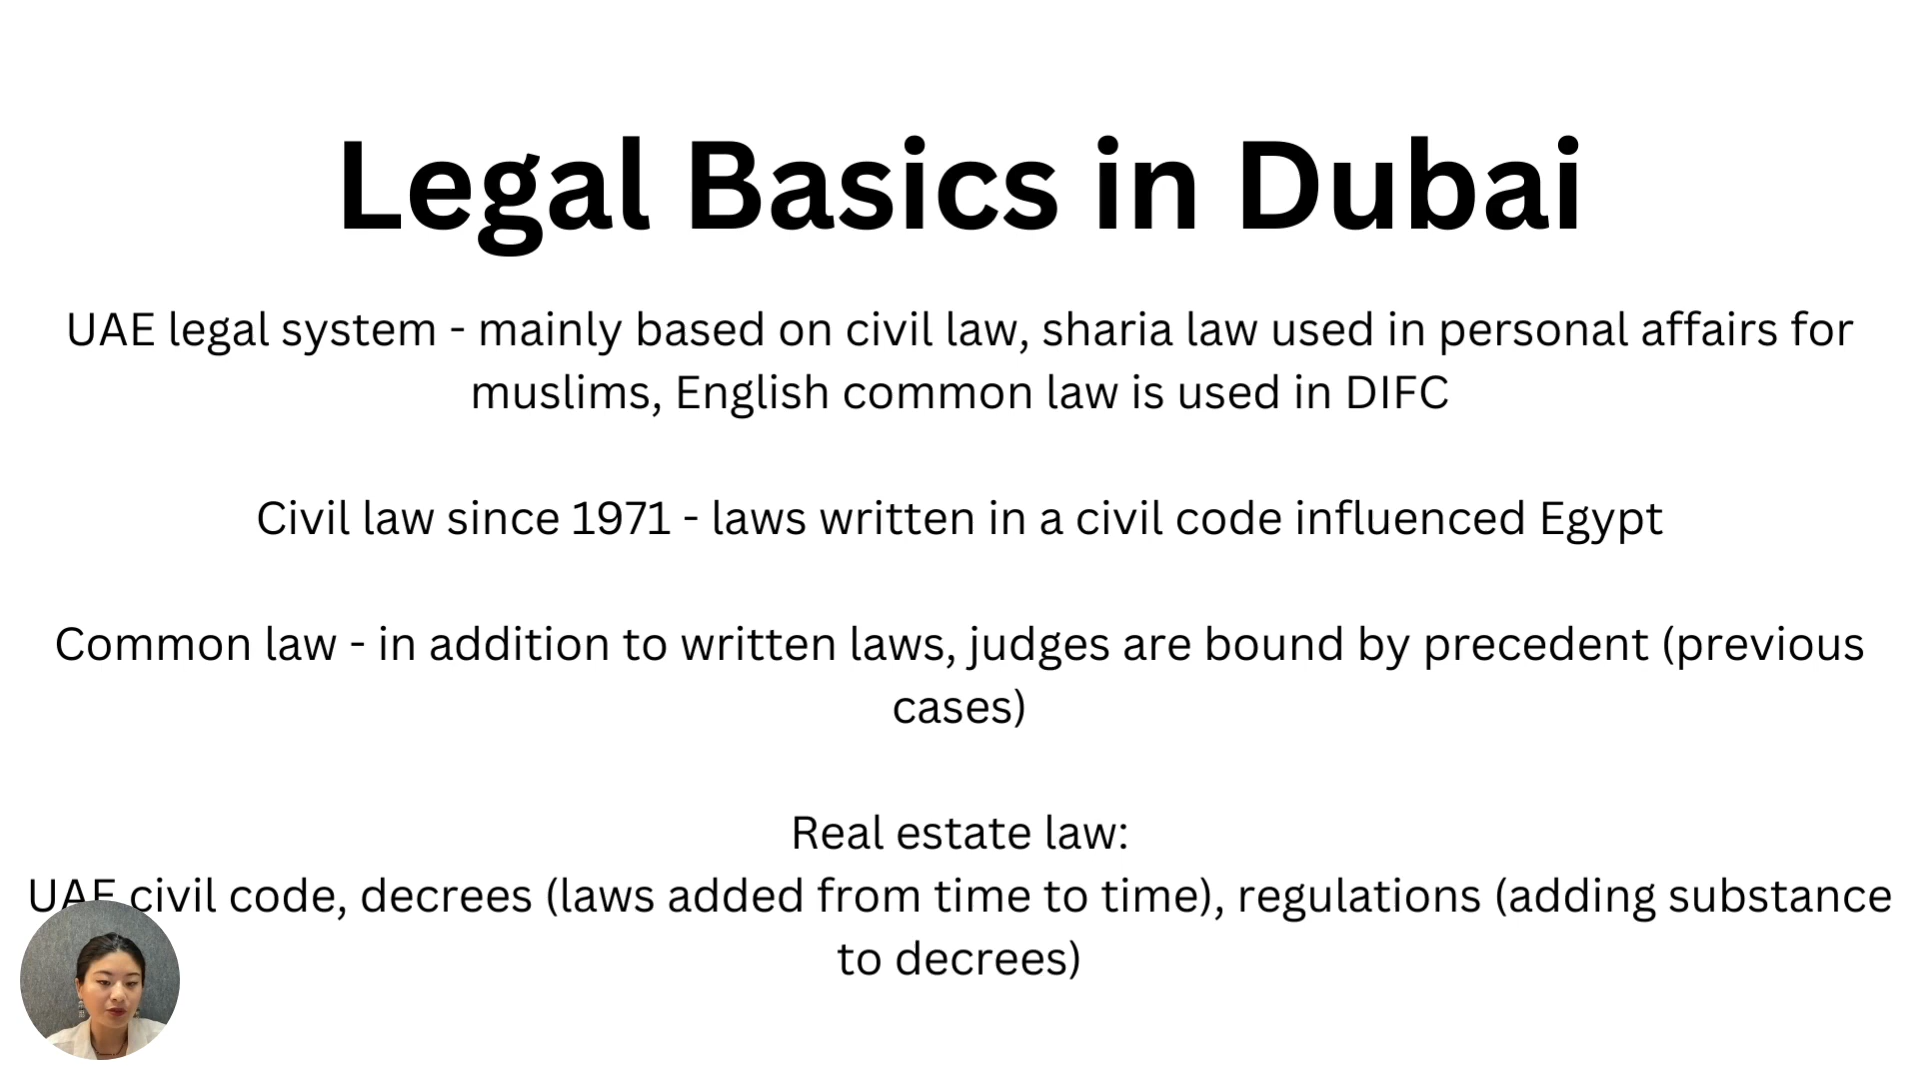 Legal Basics in Dubai
UAE legal system - mainly based on civil law, sharia law used in personal affairs for
muslims, English common law is used in DIFC
Civil law since 1971 - laws written in a civil code influenced Egypt
Common law - in addition to written laws, judges are bound by precedent (previous
cases)
Real estate law:
UAE civil code, decrees (laws added from time to time), regulations (adding substance
to decrees)